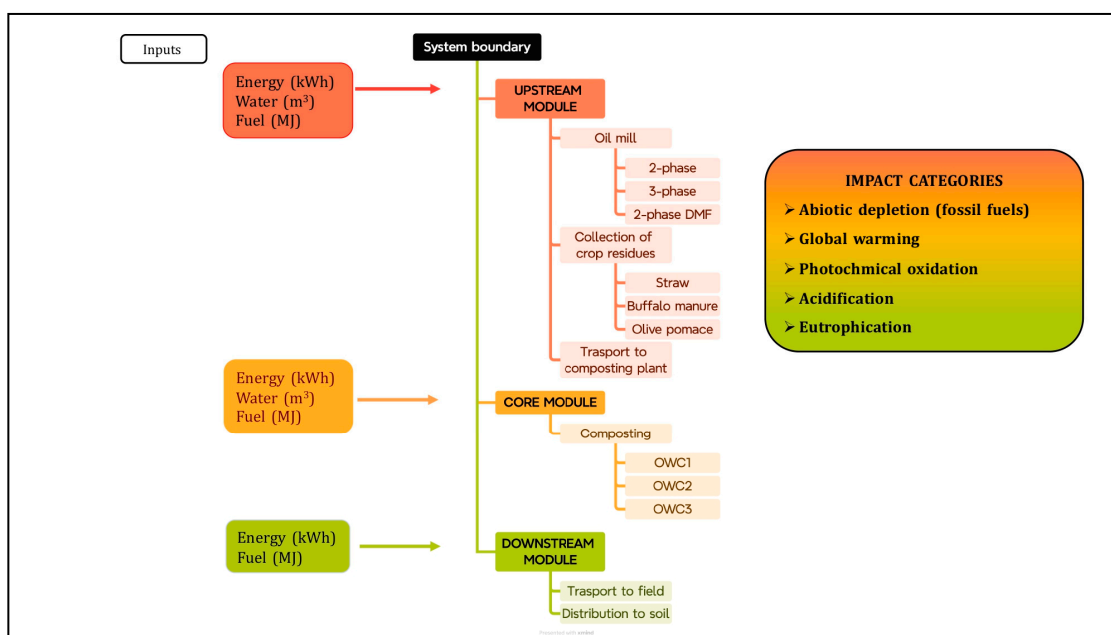 Inputs
System boundary
Energy (kWh)
Water (m³)
Fuel (MJ)
UPSTREAM
MODULE
Oil mill
2-phase
3-phase
2-phase DMF
Collection of
crop residues
Straw
Buffalo manure
Olive pomace
Trasport to
composting plant
IMPACT CATEGORIES
➢ Abiotic depletion (fossil fuels)
➢ Global warming
➢ Photochmical oxidation
➢ Acidification
➢ Eutrophication
Energy (kWh)
Water (m³)
Fuel (MJ)
CORE MODULE
Composting
OWC1
OWC2
OWC3
Energy (kWh)
Fuel (MJ)
DOWNSTREAM
MODULE
Trasport to field
Distribution to soil
Presented with xmind